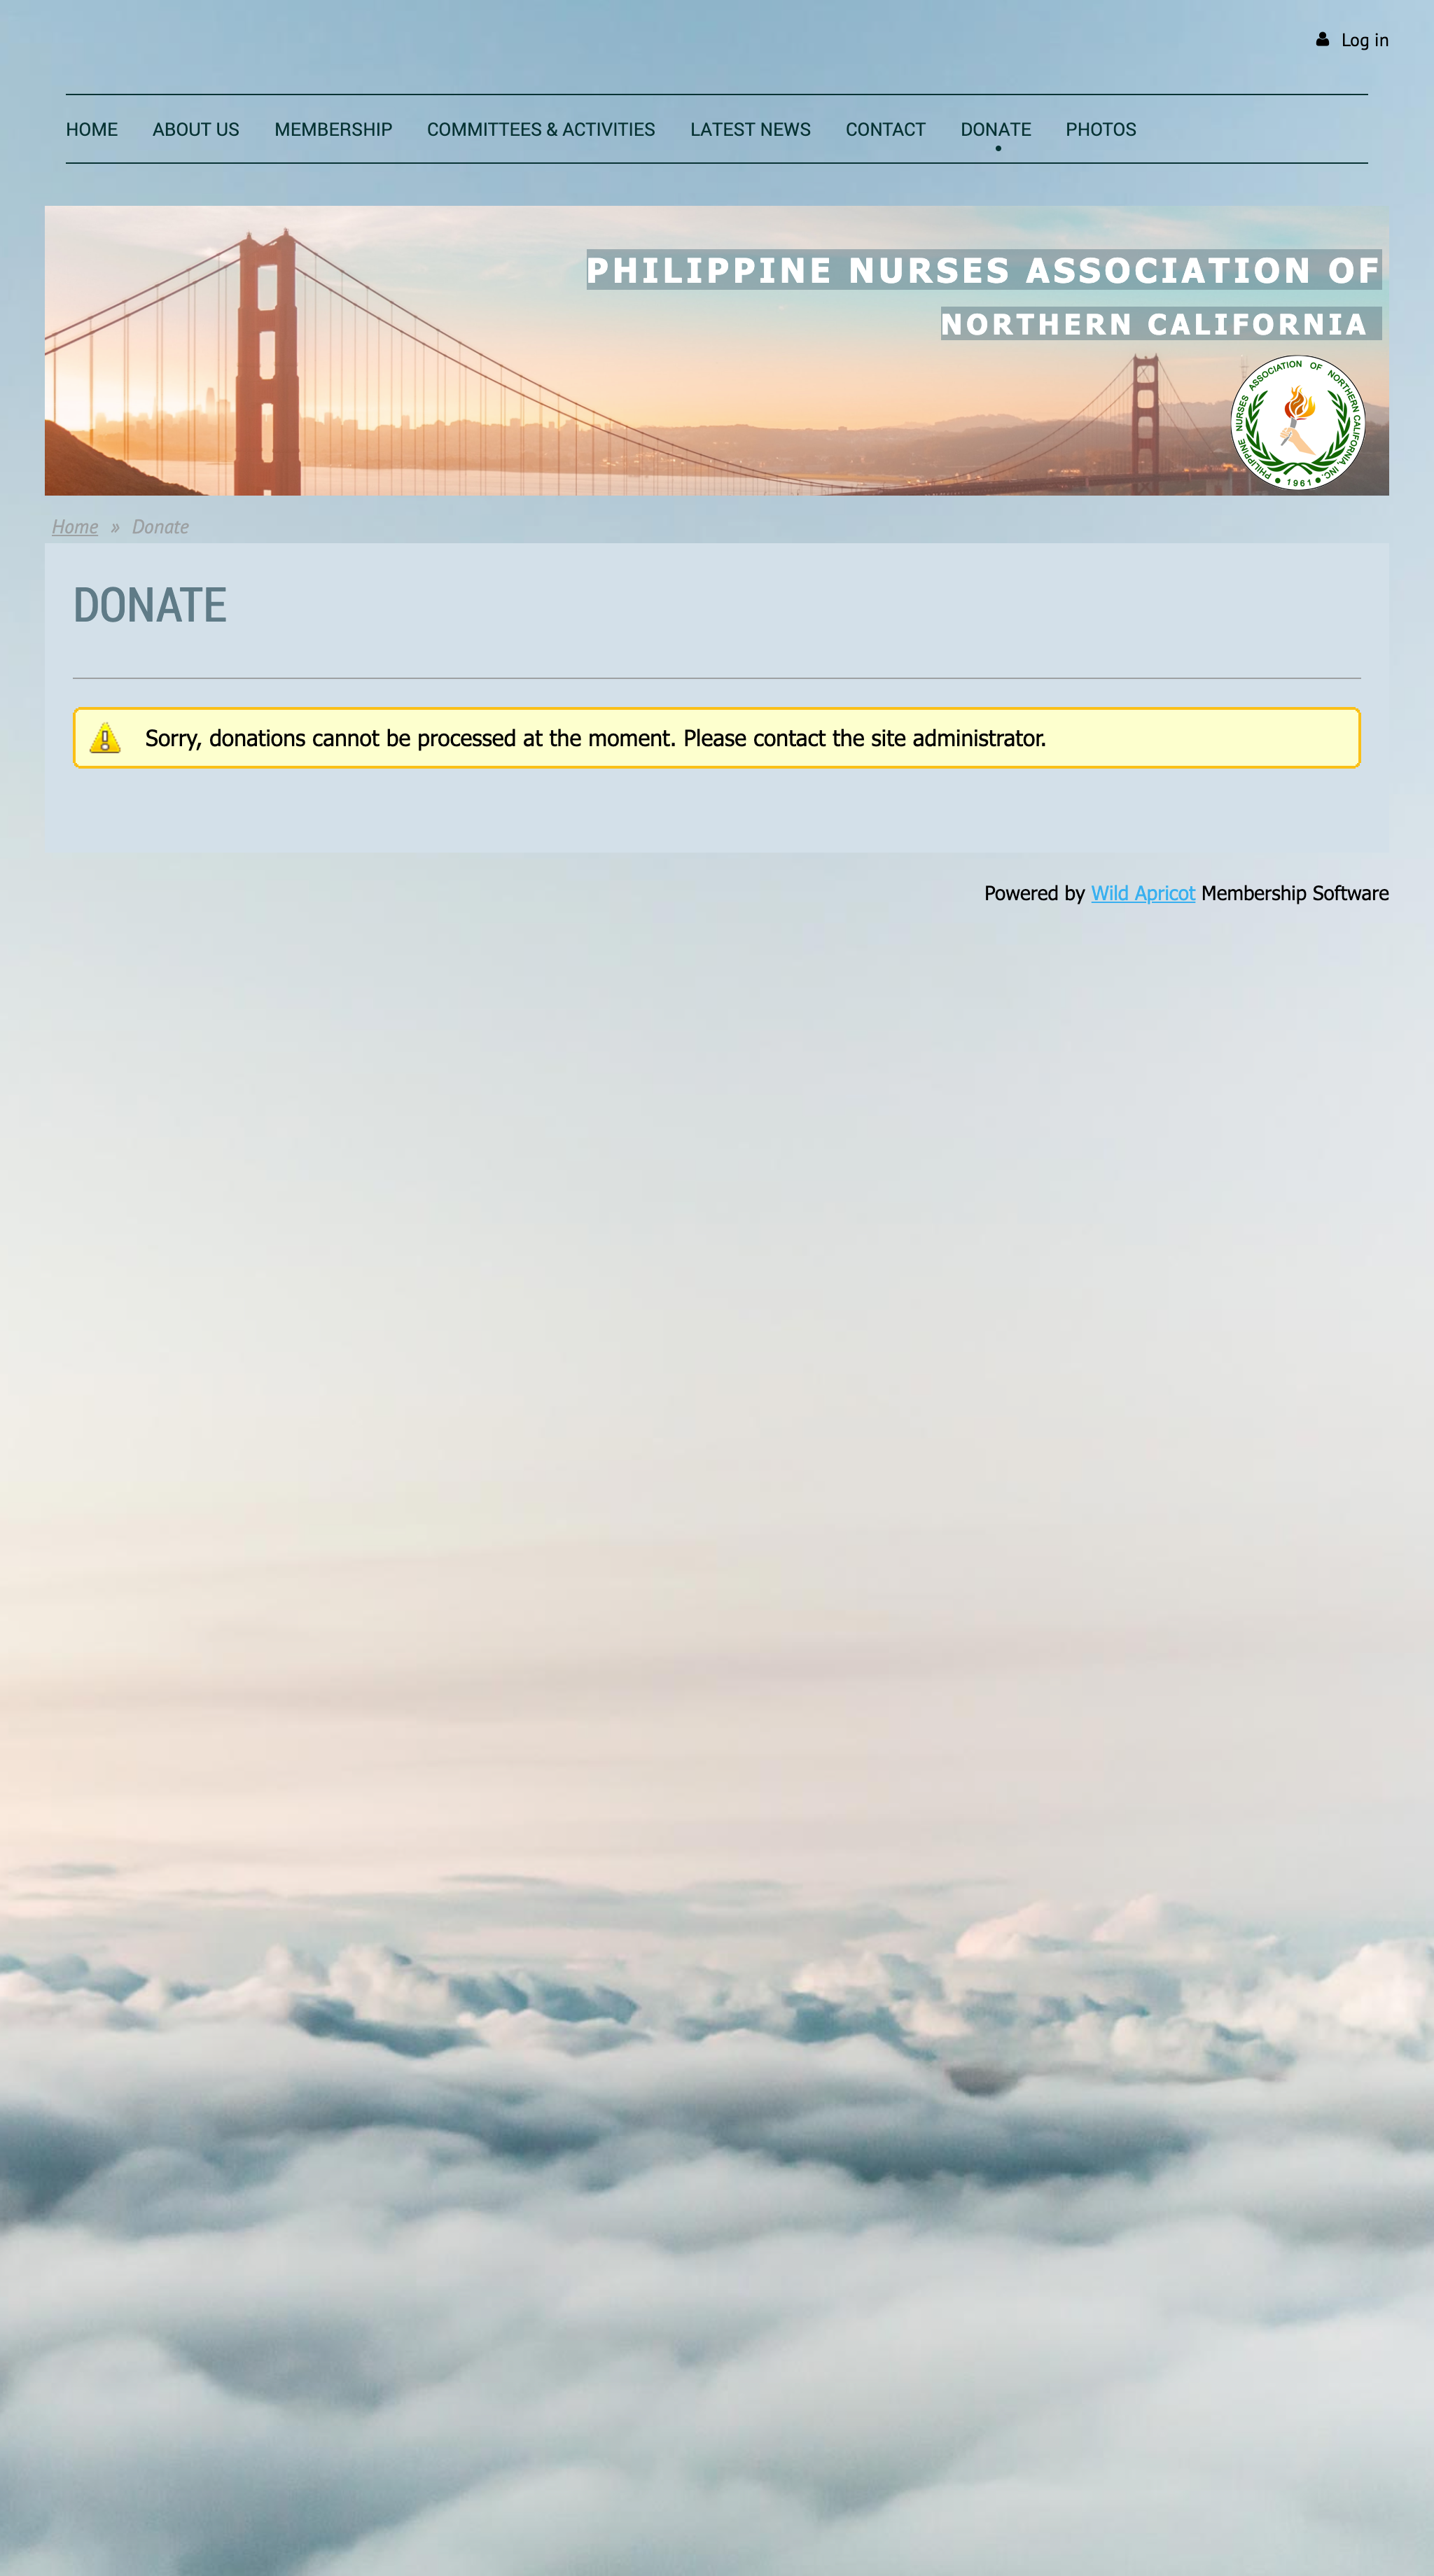 Log in
HOME ABOUT US MEMBERSHIP COMMITTEES & ACTIVITIES LATEST NEWS CONTACT DONATE PHOTOS
PHILIPPINE NURSES ASSOCIATION OF
NORTHERN CALIFORNIA
PHILIPPINE NURSES ASSOCIATION OF NORTHERN CALIFORNIA, INC.
1961
Home » Donate
DONATE
Sorry, donations cannot be processed at the moment. Please contact the site administrator.
Powered by Wild Apricot Membership Software